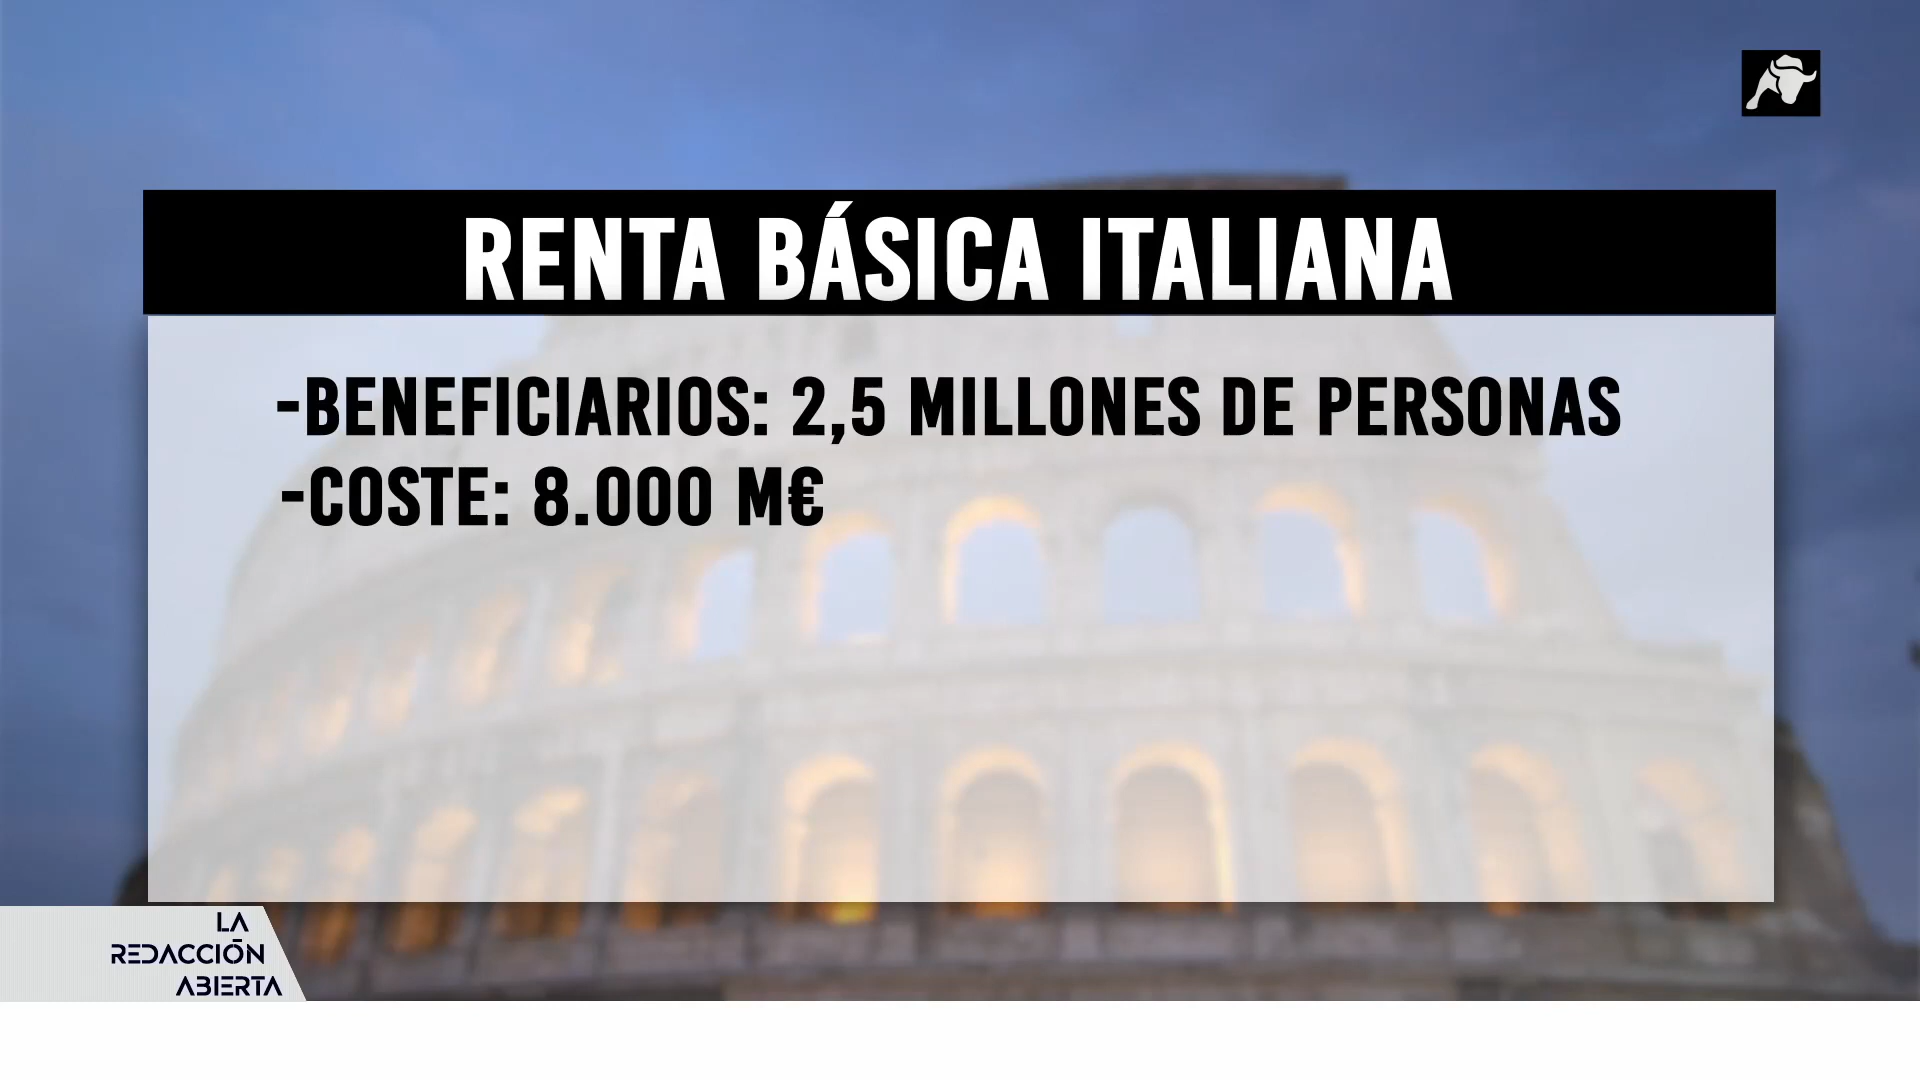 RENTA BÁSICA ITALIANA
-BENEFICIARIOS: 2,5 MILLONES DE PERSONAS
-COSTE: 8.000 M€
LA
REDACCIÓN
ABIERTA